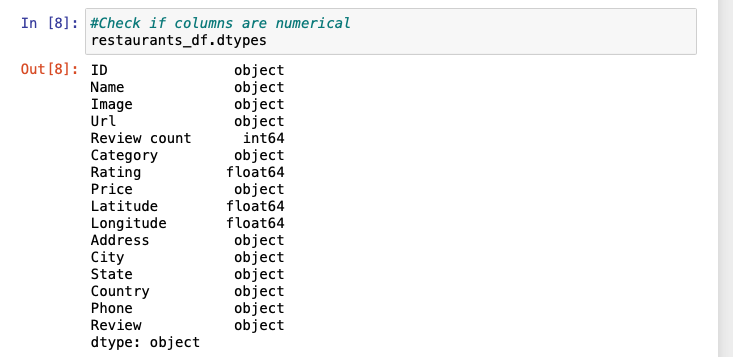 In [8]: #Check if columns are numerical
restaurants_df.dtypes
Out[8]: ID object
Name object
Image object
Url object
Review count int64
Category object
Rating float64
Price object
Latitude float64
Longitude float64
Address object
City object
State object
Country object
Phone object
Review object
dtype: object